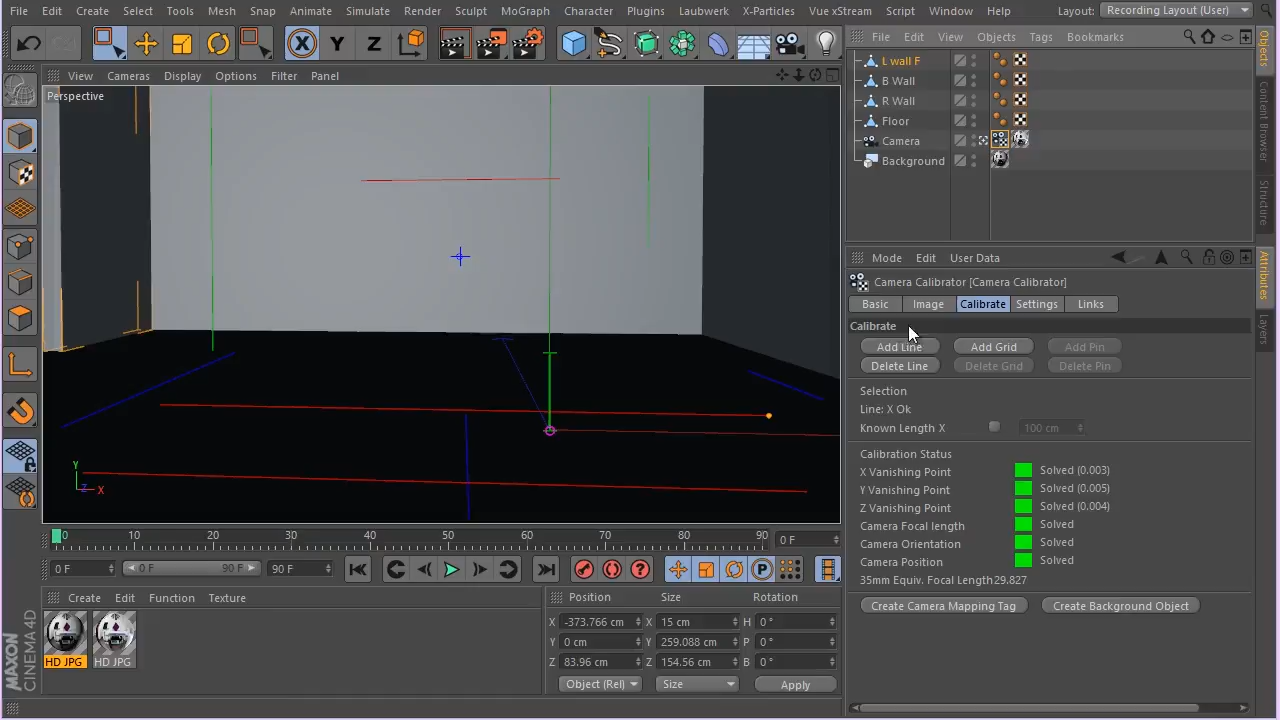 File Edit Create Select Tools Mesh Snap Animate Simulate Render Sculpt MoGraph Character Plugins Laubwerk X-Particles Vue xStream Script Window Help Layout: Recording Layout (User)
X Y Z
File Edit View Objects Tags Bookmarks
View Cameras Display Options Filter Panel
Perspective
L wall F
B Wall
R Wall
Floor
Camera
Background
Objects
Content Browser
Structure
Attributes
Layers
Mode Edit User Data
Camera Calibrator [Camera Calibrator]
Basic Image Calibrate Settings Links
Calibrate
Add Line Add Grid Add Pin
Delete Line Delete Grid Delete Pin
Selection
Line: X Ok
Known Length X 100 cm
Calibration Status
X Vanishing Point Solved (0.003)
Y Vanishing Point Solved (0.005)
Z Vanishing Point Solved (0.004)
Camera Focal length Solved
Camera Orientation Solved
Camera Position Solved
35mm Equiv. Focal Length29.827
Create Camera Mapping Tag Create Background Object
Y
Z X
0 10 20 30 40 50 60 70 80 90 0 F
0 F 0 F 90 F 90 F P
Create Edit Function Texture
HD JPG HD JPG
Position Size Rotation
X -373.766 cm X 15 cm H 0 °
Y 0 cm Y 259.088 cm P 0 °
Z 83.96 cm Z 154.56 cm B 0 °
Object (Rel) Size Apply
MAXON
CINEMA 4D